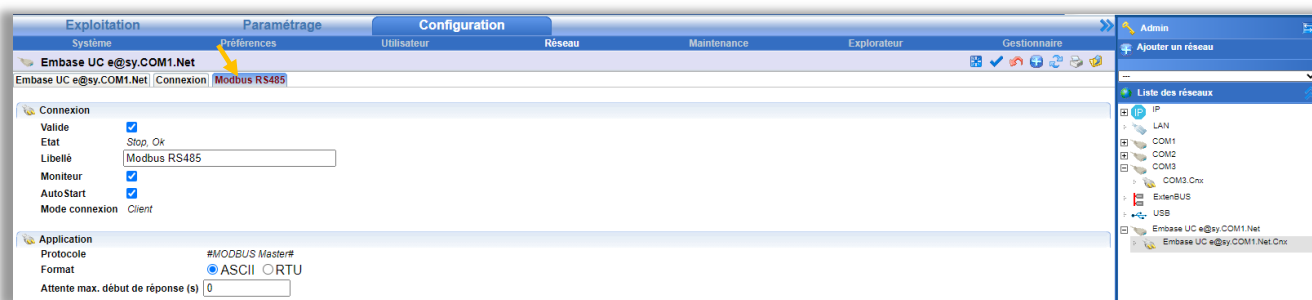 Exploitation Paramétrage Configuration
Système Préférences Utilisateur Réseau Maintenance Explorateur Gestionnaire
Embase UC e@sy.COM1.Net
Embase UC e@sy.COM1.Net Connexion Modbus RS485
Connexion
Valide
Etat Stop, Ok
Libellé Modbus RS485
Moniteur
AutoStart
Mode connexion Client
Application
Protocole #MODBUS Master#
Format ASCII RTU
Attente max. début de réponse (s) 0
Admin
Ajouter un réseau
---
Liste des réseaux
IP IP
LAN
COM1
COM2
COM3
COM3.Cnx
ExtenBUS
USB
Embase UC e@sy.COM1.Net
Embase UC e@sy.COM1.Net.Cnx